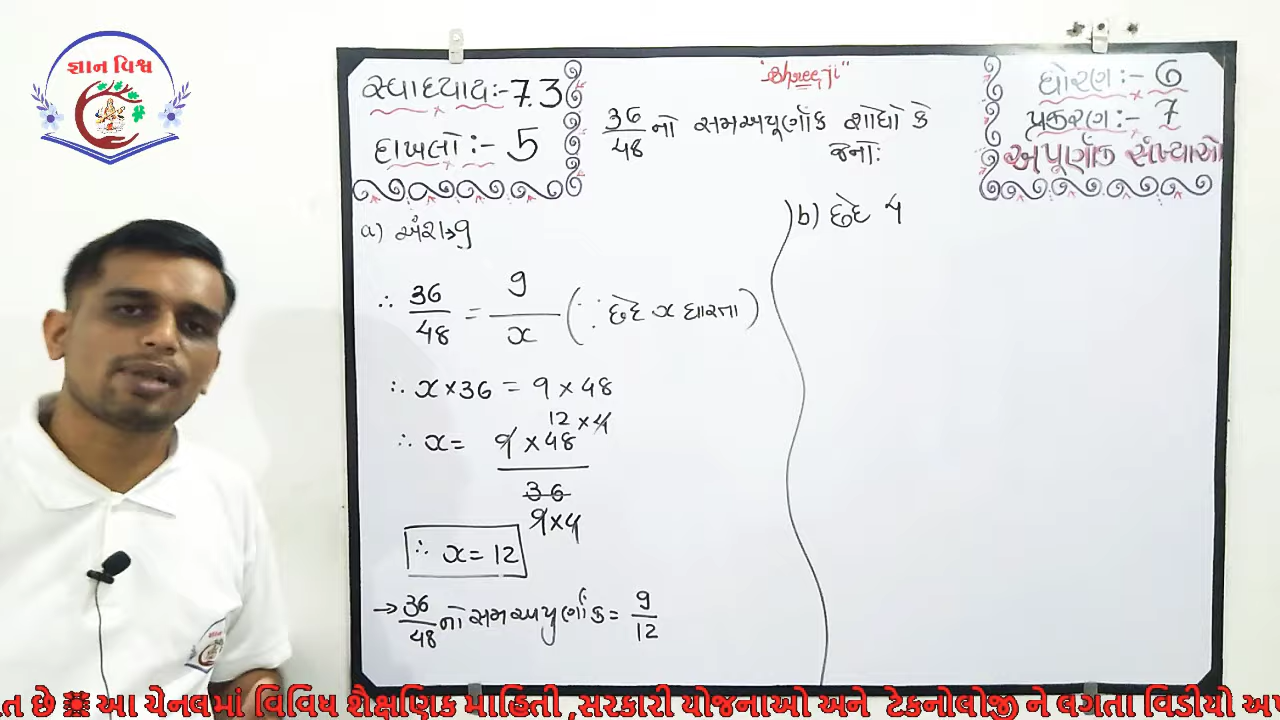 જ્ઞાન વિશ્વ
સ્વાધ્યાય:- 7.3
દાખલો:- 5
"Bhreeji"
36/48 નો સમઅપૂર્ણાંક શોધો કે
જેનો:
ધોરણ:- 6
પ્રકરણ:- 7
અપૂર્ણાંક સંખ્યાઓ
a) અંશ→9
∴ 36/48 = 9/x (∵ છેદ x ધારતા)
∴ x×36 = 9 × 48
12 × 4
∴ x = 9 × 48
36
9×4
∴ x = 12
→ 36/48 નો સમઅપૂર્ણાંક = 9/12
b) છેદ 4
ત છે ❋ આ ચેનલમાં વિવિધ શૈક્ષણિક માહિતી ,સરકારી યોજનાઓ અને ટેકનોલોજી ને લગતા વિડીયો અ